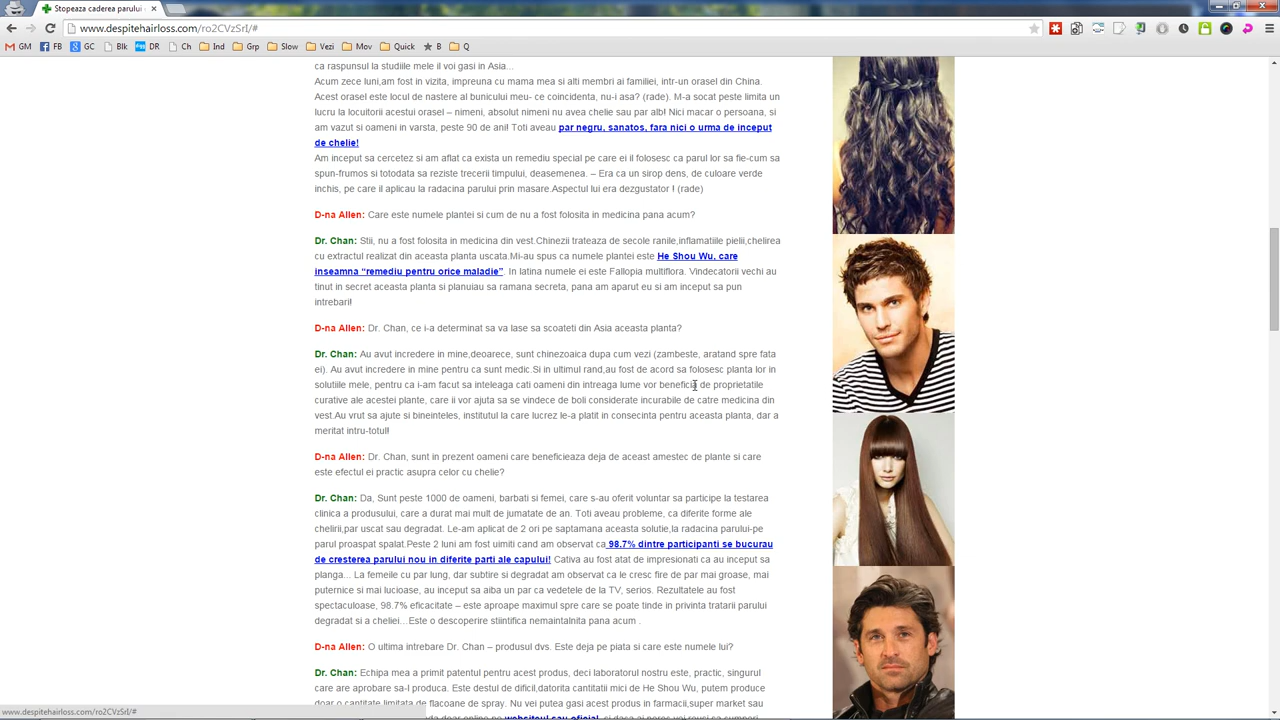 Stopeaza caderea parului -
www.despitehairloss.com/ro2CVzSrI/#
GM FB GC Blk DR Ch Ind Grp Slow Vezi Mov Quick B Q
ca raspunsul la studiile mele il voi gasi in Asia...
Acum zece luni,am fost in vizita, impreuna cu mama mea si alti membri ai familiei, intr-un orasel din China.
Acest orasel este locul de nastere al bunicului meu- ce coincidenta, nu-i asa? (rade). M-a socat peste limita un
lucru la locuitorii acestui orasel – nimeni, absolut nimeni nu avea chelie sau par alb! Nici macar o persoana, si
am vazut si oameni in varsta, peste 90 de ani! Toti aveau par negru, sanatos, fara nici o urma de inceput
de chelie!
Am inceput sa cercetez si am aflat ca exista un remediu special pe care ei il folosesc ca parul lor sa fie-cum sa
spun-frumos si totodata sa reziste trecerii timpului, deasemenea. – Era ca un sirop dens, de culoare verde
inchis, pe care il aplicau la radacina parului prin masare.Aspectul lui era dezgustator ! (rade)
D-na Allen: Care este numele plantei si cum de nu a fost folosita in medicina pana acum?
Dr. Chan: Stii, nu a fost folosita in medicina din vest.Chinezii trateaza de secole ranile,inflamatiile pielii,chelirea
cu extractul realizat din aceasta planta uscata.Mi-au spus ca numele plantei este He Shou Wu, care
inseamna “remediu pentru orice maladie”. In latina numele ei este Fallopia multiflora. Vindecatorii vechi au
tinut in secret aceasta planta si planuiau sa ramana secreta, pana am aparut eu si am inceput sa pun
intrebari!
D-na Allen: Dr. Chan, ce i-a determinat sa va lase sa scoateti din Asia aceasta planta?
Dr. Chan: Au avut incredere in mine,deoarece, sunt chinezoaica dupa cum vezi (zambeste, aratand spre fata
ei). Au avut incredere in mine pentru ca sunt medic.Si in ultimul rand,au fost de acord sa folosesc planta lor in
solutiile mele, pentru ca i-am facut sa inteleaga cati oameni din intreaga lume vor beneficia de proprietatile
curative ale acestei plante, care ii vor ajuta sa se vindece de boli considerate incurabile de catre medicina din
vest.Au vrut sa ajute si bineinteles, institutul la care lucrez le-a platit in consecinta pentru aceasta planta, dar a
meritat intru-totul!
D-na Allen: Dr. Chan, sunt in prezent oameni care beneficieaza deja de aceast amestec de plante si care
este efectul ei practic asupra celor cu chelie?
Dr. Chan: Da, Sunt peste 1000 de oameni, barbati si femei, care s-au oferit voluntar sa participe la testarea
clinica a produsului, care a durat mai mult de jumatate de an. Toti aveau probleme, ca diferite forme ale
chelirii,par uscat sau degradat. Le-am aplicat de 2 ori pe saptamana aceasta solutie,la radacina parului-pe
parul proaspat spalat.Peste 2 luni am fost uimiti cand am observat ca 98.7% dintre participanti se bucurau
de cresterea parului nou in diferite parti ale capului! Cativa au fost atat de impresionati ca au inceput sa
planga... La femeile cu par lung, dar subtire si degradat am observat ca le cresc fire de par mai groase, mai
puternice si mai lucioase, au inceput sa aiba un par ca vedetele de la TV, serios. Rezultatele au fost
spectaculoase, 98.7% eficacitate – este aproape maximul spre care se poate tinde in privinta tratarii parului
degradat si a cheliei...Este o descoperire stiintifica nemaintalnita pana acum .
D-na Allen: O ultima intrebare Dr. Chan – produsul dvs. Este deja pe piata si care este numele lui?
Dr. Chan: Echipa mea a primit patentul pentru acest produs, deci laboratorul nostru este, practic, singurul
care are aprobare sa-l produca. Este destul de dificil,datorita cantitatii mici de He Shou Wu, putem produce
doar o cantitate limitata de flacoane de spray. Nu vei putea gasi acest produs in farmacii,super market sau
doar online pe websiteul sau oficial,
www.despitehairloss.com/ro2CVzSrI/#